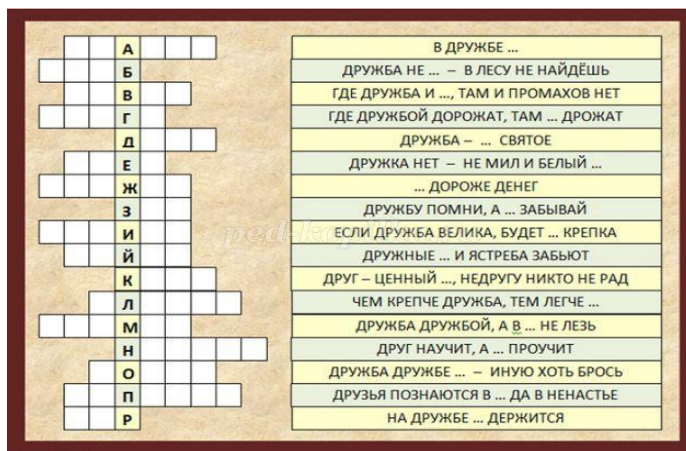 А В ДРУЖБЕ ...
Б ДРУЖБА НЕ ... – В ЛЕСУ НЕ НАЙДЁШЬ
В ГДЕ ДРУЖБА И ..., ТАМ И ПРОМАХОВ НЕТ
Г ГДЕ ДРУЖБОЙ ДОРОЖАТ, ТАМ ... ДРОЖАТ
Д ДРУЖБА – ... СВЯТОЕ
Е ДРУЖКА НЕТ – НЕ МИЛ И БЕЛЫЙ ...
Ж ... ДОРОЖЕ ДЕНЕГ
З ДРУЖБУ ПОМНИ, А ... ЗАБЫВАЙ
И ЕСЛИ ДРУЖБА ВЕЛИКА, БУДЕТ ... КРЕПКА
Й ДРУЖНЫЕ ... И ЯСТРЕБА ЗАБЬЮТ
К ДРУГ – ЦЕННЫЙ ..., НЕДРУГУ НИКТО НЕ РАД
Л ЧЕМ КРЕПЧЕ ДРУЖБА, ТЕМ ЛЕГЧЕ ...
М ДРУЖБА ДРУЖБОЙ, А В ... НЕ ЛЕЗЬ
Н ДРУГ НАУЧИТ, А ... ПРОУЧИТ
О ДРУЖБА ДРУЖБЕ ... – ИНУЮ ХОТЬ БРОСЬ
П ДРУЗЬЯ ПОЗНАЮТСЯ В ... ДА В НЕНАСТЬЕ
Р НА ДРУЖБЕ ... ДЕРЖИТСЯ